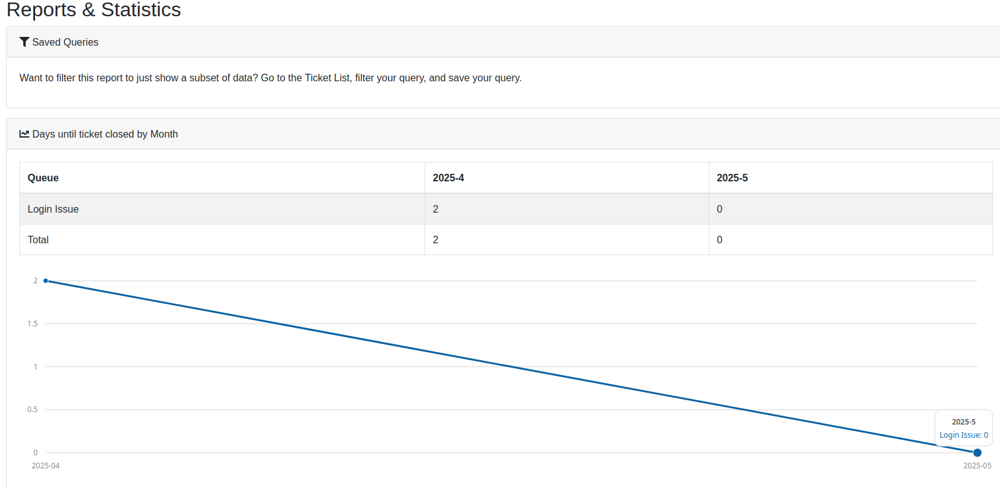 Reports & Statistics
Saved Queries
Want to filter this report to just show a subset of data? Go to the Ticket List, filter your query, and save your query.
Days until ticket closed by Month
Queue 2025-4 2025-5
Login Issue 2 0
Total 2 0
2
1.5
1
0.5
0
2025-5
Login Issue: 0
2025-04 2025-05